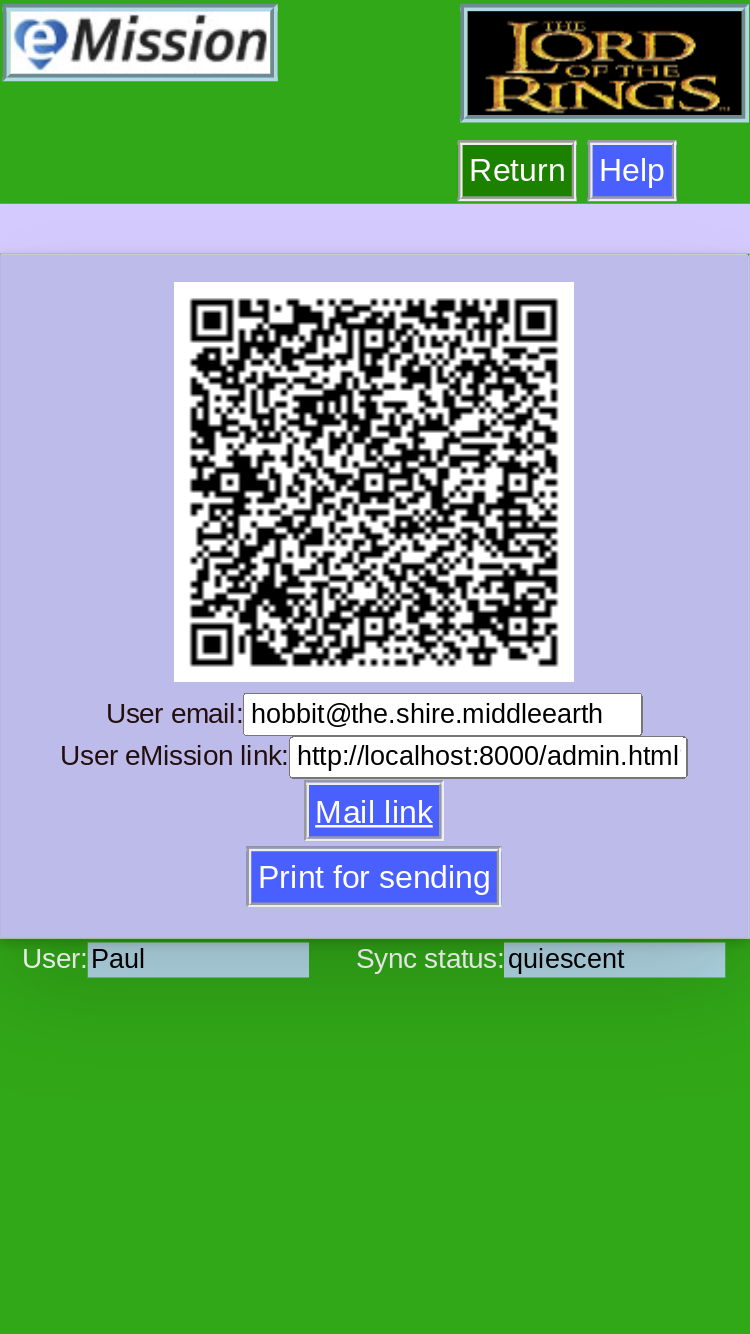 eMission
THE
LORD
OF THE
RINGS
Return Help
User email: hobbit@the.shire.middleearth
User eMission link: http://localhost:8000/admin.html
Mail link
Print for sending
User: Paul Sync status: quiescent